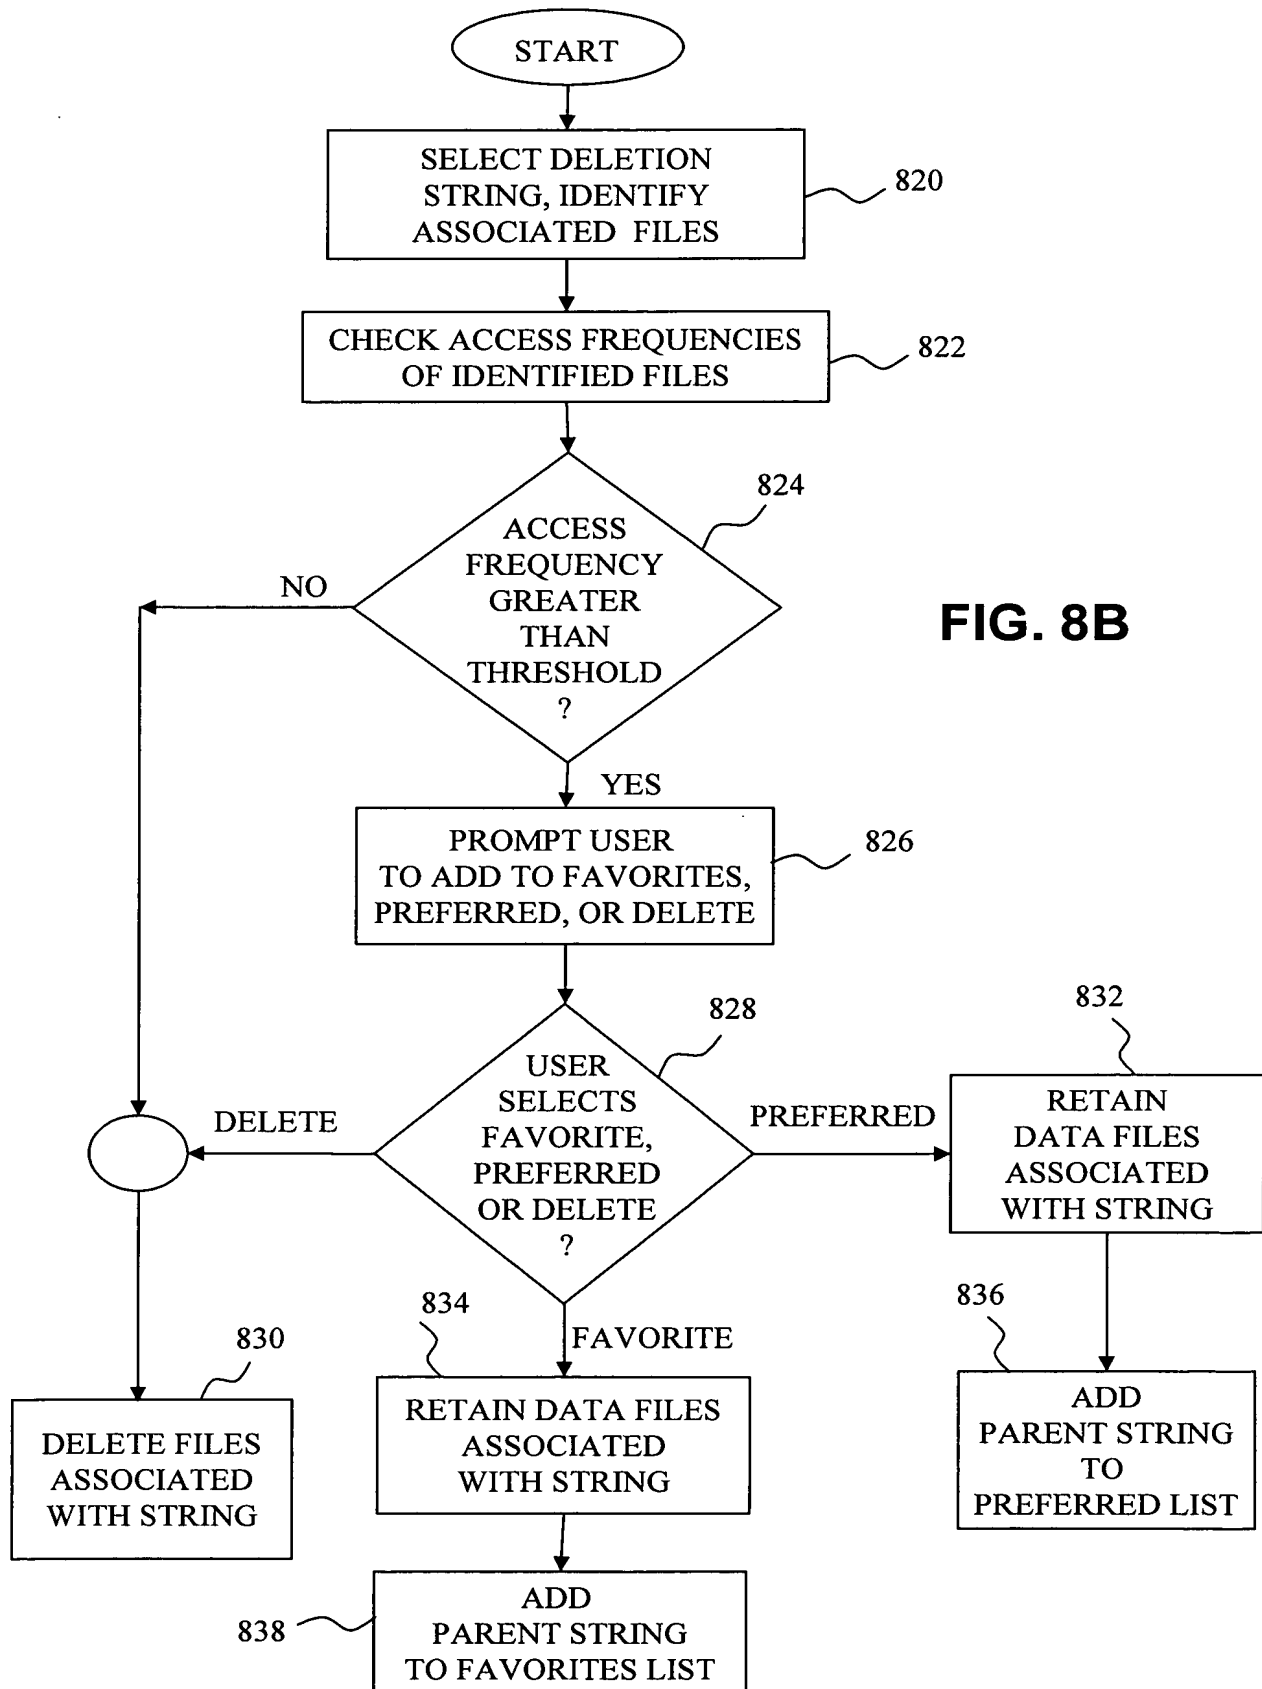 START
SELECT DELETION
STRING, IDENTIFY
ASSOCIATED FILES
820
CHECK ACCESS FREQUENCIES
OF IDENTIFIED FILES
822
824
ACCESS
FREQUENCY
GREATER
THAN
THRESHOLD
?
NO
FIG. 8B
YES
PROMPT USER
TO ADD TO FAVORITES,
PREFERRED, OR DELETE
826
828
USER
SELECTS
FAVORITE,
PREFERRED
OR DELETE
?
DELETE
PREFERRED
832
RETAIN
DATA FILES
ASSOCIATED
WITH STRING
834
FAVORITE
836
830
DELETE FILES
ASSOCIATED
WITH STRING
RETAIN DATA FILES
ASSOCIATED
WITH STRING
ADD
PARENT STRING
TO
PREFERRED LIST
838
ADD
PARENT STRING
TO FAVORITES LIST